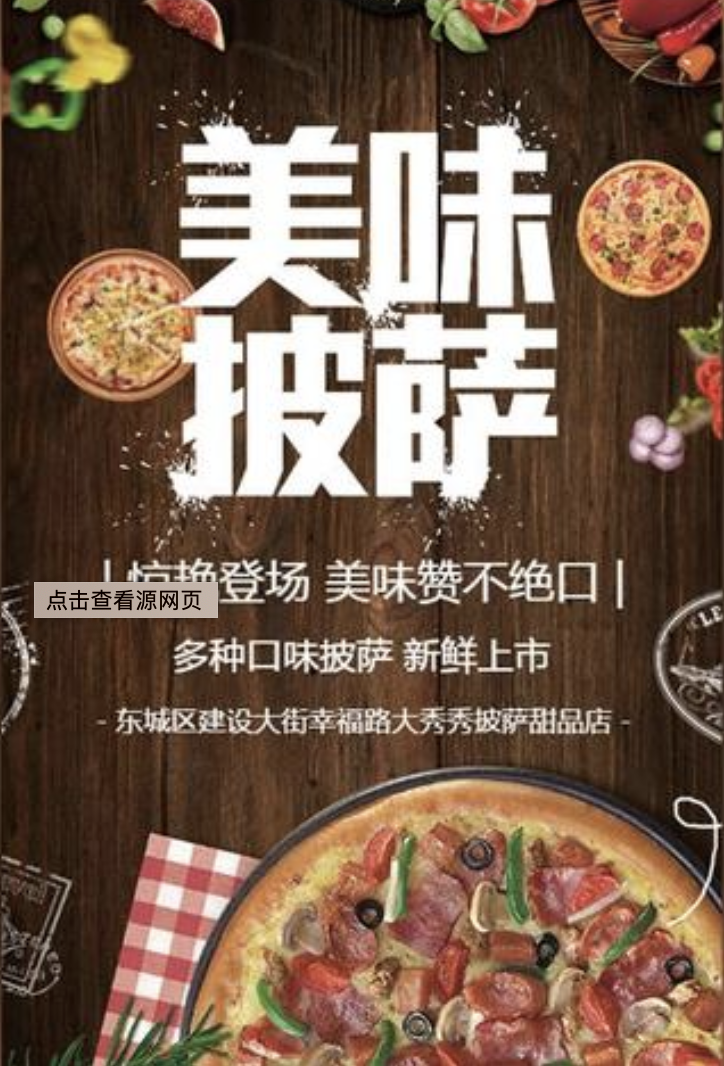 美味
披萨
| 惊艳登场 美味赞不绝口 |
点击查看源网页
多种口味披萨 新鲜上市
- 东城区建设大街幸福路大秀秀披萨甜品店 -